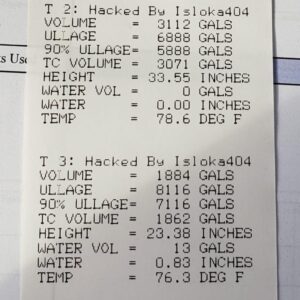 T 2: Hacked By Isloka404
VOLUME = 3112 GALS
ULLAGE = 6888 GALS
90% ULLAGE= 5888 GALS
TC VOLUME = 3071 GALS
HEIGHT = 33.55 INCHES
WATER VOL = 0 GALS
WATER = 0.00 INCHES
TEMP = 78.6 DEG F
T 3: Hacked By Isloka404
VOLUME = 1884 GALS
ULLAGE = 8116 GALS
90% ULLAGE= 7116 GALS
TC VOLUME = 1862 GALS
HEIGHT = 23.38 INCHES
WATER VOL = 13 GALS
WATER = 0.83 INCHES
TEMP = 76.3 DEG F